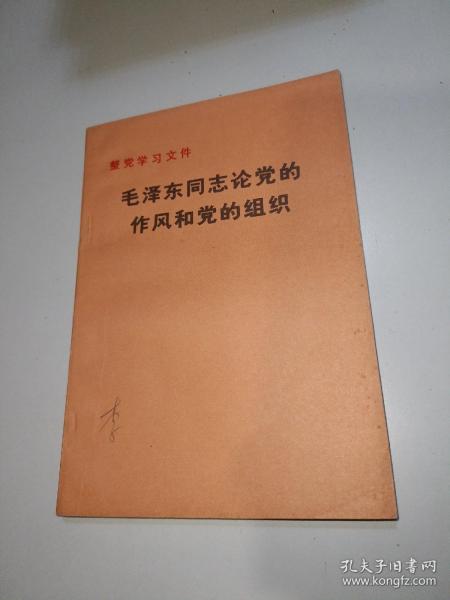 整党学习文件
毛泽东同志论党的
作风和党的组织
李
孔夫子旧书网
www.kongfz.com